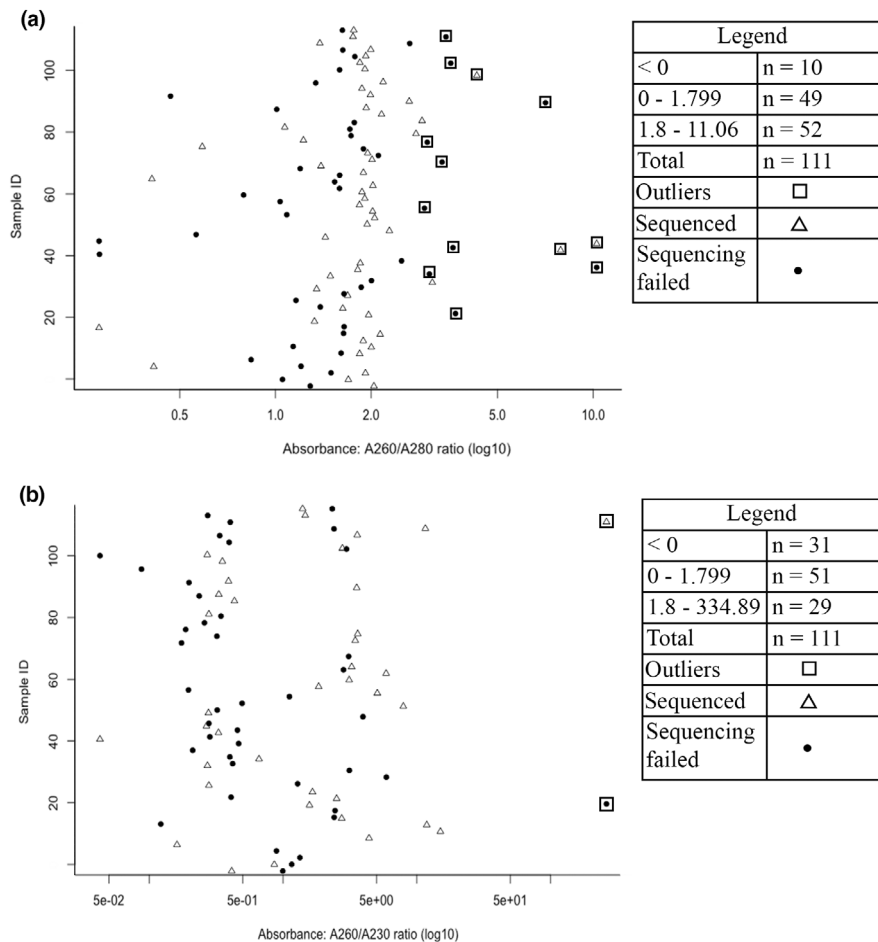 (a)
100
80
60
40
20
Sample ID
0.5 1.0 2.0 5.0 10.0
Absorbance: A260/A280 ratio (log10)
Legend
< 0 n = 10
0 - 1.799 n = 49
1.8 - 11.06 n = 52
Total n = 111
Outliers
Sequenced
Sequencing
failed
(b)
100
80
60
40
20
Sample ID
5e-02 5e-01 5e+00 5e+01
Absorbance: A260/A230 ratio (log10)
Legend
< 0 n = 31
0 - 1.799 n = 51
1.8 - 334.89 n = 29
Total n = 111
Outliers
Sequenced
Sequencing
failed